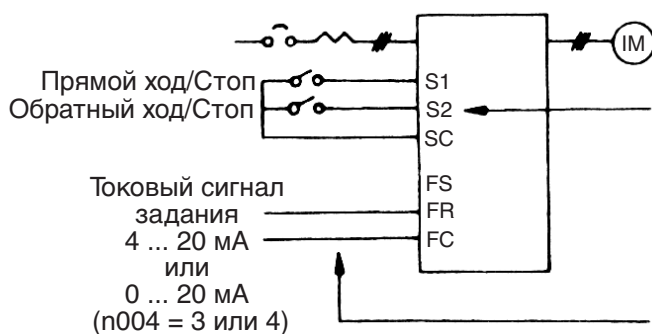 IM
Прямой ход/Стоп
S1
Обратный ход/Стоп
S2
SC
Токовый сигнал
задания
4 ... 20 мА
или
0 ... 20 мА
(n004 = 3 или 4)
FS
FR
FC